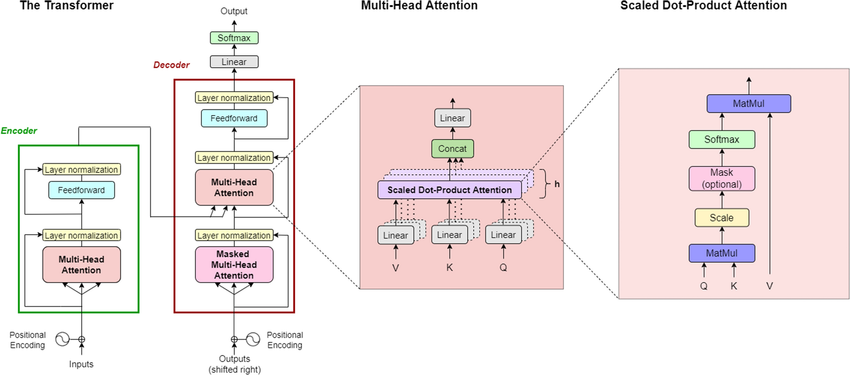 The Transformer
Output
Softmax
Linear
Decoder
Layer normalization
Feedforward
Layer normalization
Multi-Head
Attention
Layer normalization
Masked
Multi-Head
Attention
Positional
Encoding
Outputs
(shifted right)
Encoder
Layer normalization
Feedforward
Layer normalization
Multi-Head
Attention
Positional
Encoding
Inputs
Multi-Head Attention
Linear
Concat
Scaled Dot-Product Attention
h
Linear
Linear
Linear
V
K
Q
Scaled Dot-Product Attention
MatMul
Softmax
Mask
(optional)
Scale
MatMul
Q
K
V